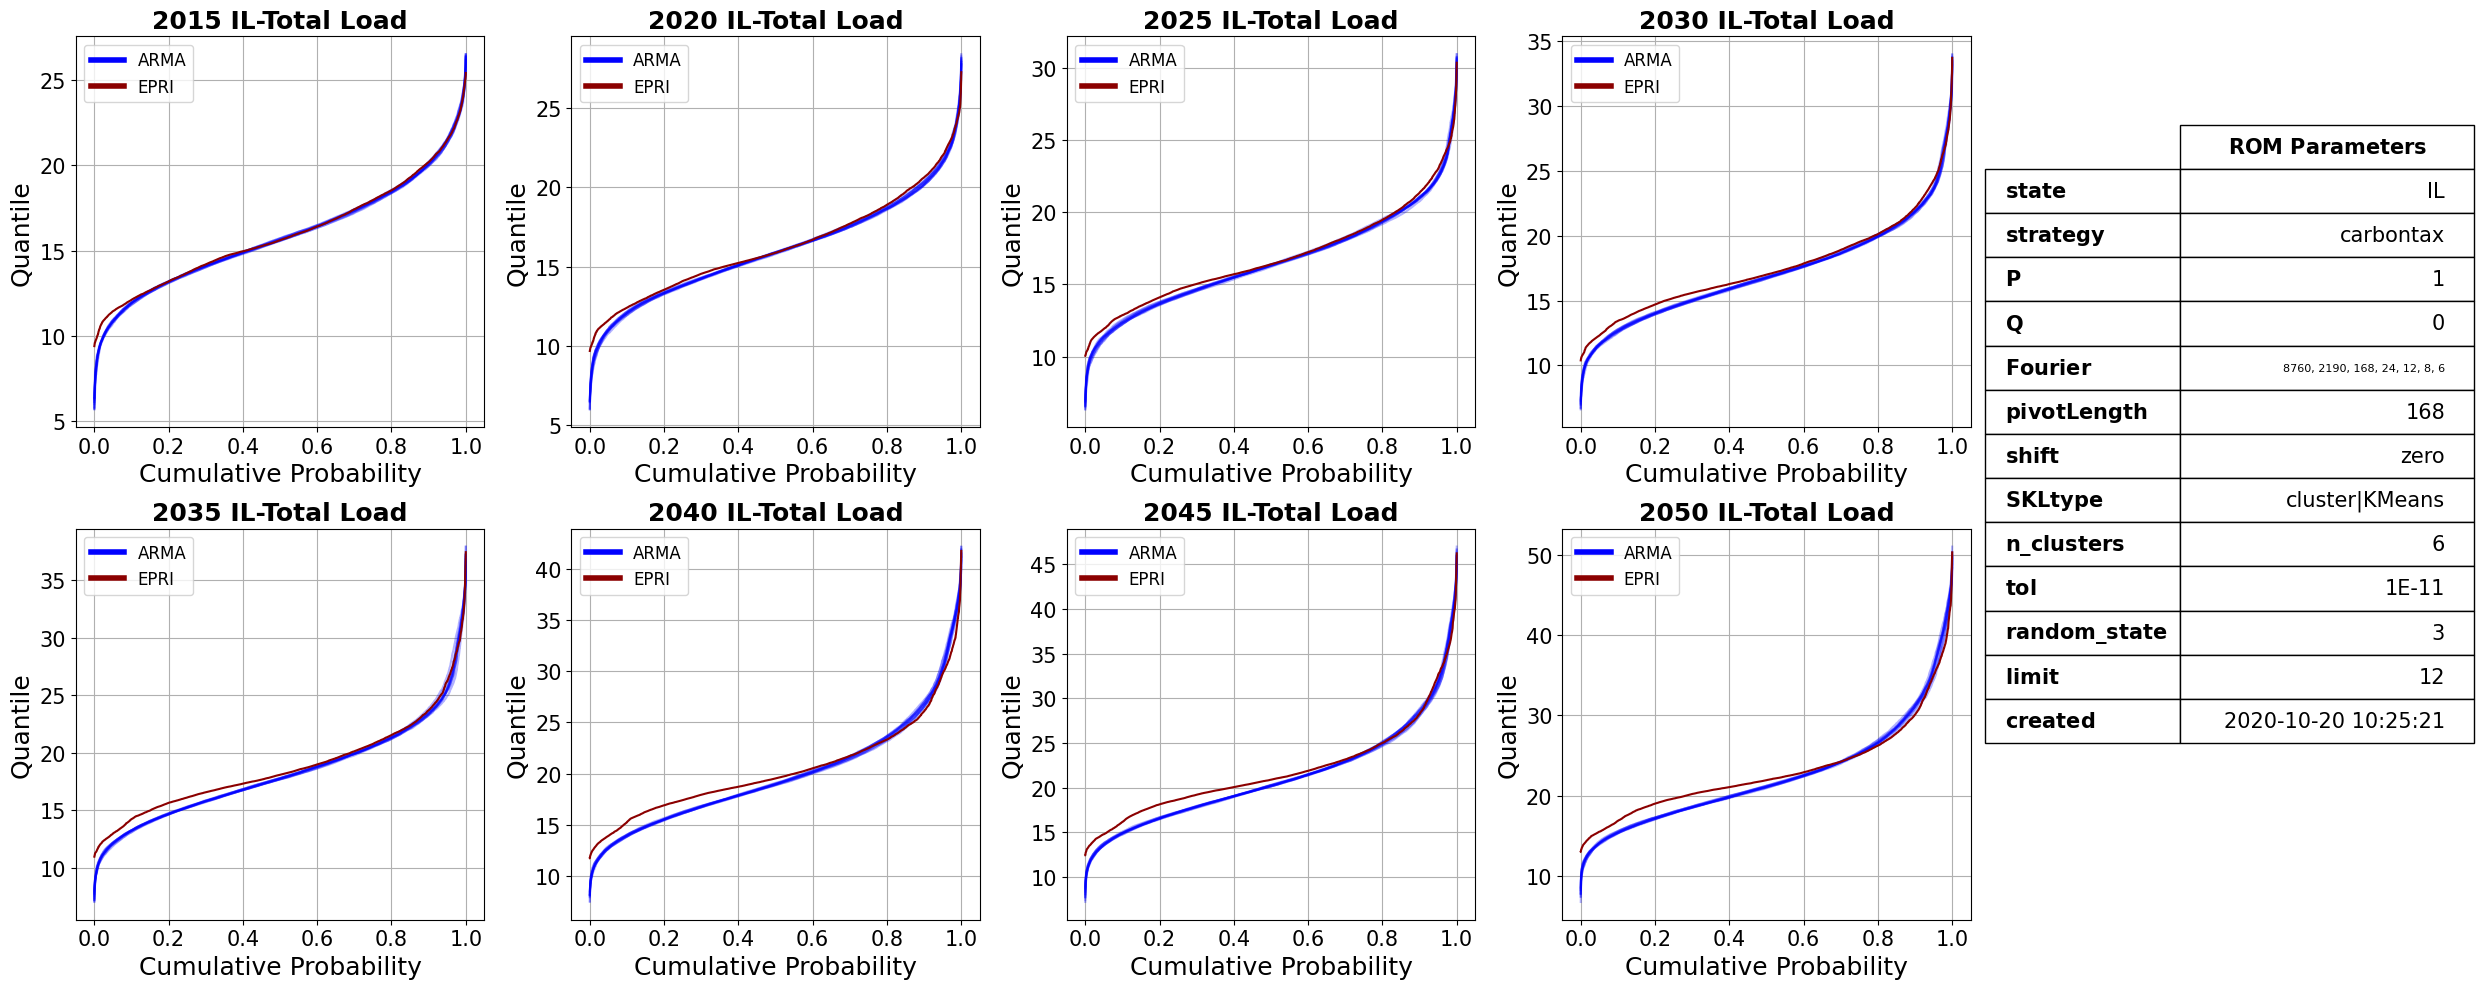 2015 IL-Total Load
ARMA
EPRI
Quantile
25
20
15
10
5
0.0 0.2 0.4 0.6 0.8 1.0
Cumulative Probability
2020 IL-Total Load
ARMA
EPRI
Quantile
25
20
15
10
5
0.0 0.2 0.4 0.6 0.8 1.0
Cumulative Probability
2025 IL-Total Load
ARMA
EPRI
Quantile
30
25
20
15
10
0.0 0.2 0.4 0.6 0.8 1.0
Cumulative Probability
2030 IL-Total Load
ARMA
EPRI
Quantile
35
30
25
20
15
10
0.0 0.2 0.4 0.6 0.8 1.0
Cumulative Probability
2035 IL-Total Load
ARMA
EPRI
Quantile
35
30
25
20
15
10
0.0 0.2 0.4 0.6 0.8 1.0
Cumulative Probability
2040 IL-Total Load
ARMA
EPRI
Quantile
40
35
30
25
20
15
10
0.0 0.2 0.4 0.6 0.8 1.0
Cumulative Probability
2045 IL-Total Load
ARMA
EPRI
Quantile
45
40
35
30
25
20
15
10
0.0 0.2 0.4 0.6 0.8 1.0
Cumulative Probability
2050 IL-Total Load
ARMA
EPRI
Quantile
50
40
30
20
10
0.0 0.2 0.4 0.6 0.8 1.0
Cumulative Probability
ROM Parameters
state IL
strategy carbontax
P 1
Q 0
Fourier 8760, 2190, 168, 24, 12, 8, 6
pivotLength 168
shift zero
SKLtype cluster|KMeans
n_clusters 6
tol 1E-11
random_state 3
limit 12
created 2020-10-20 10:25:21